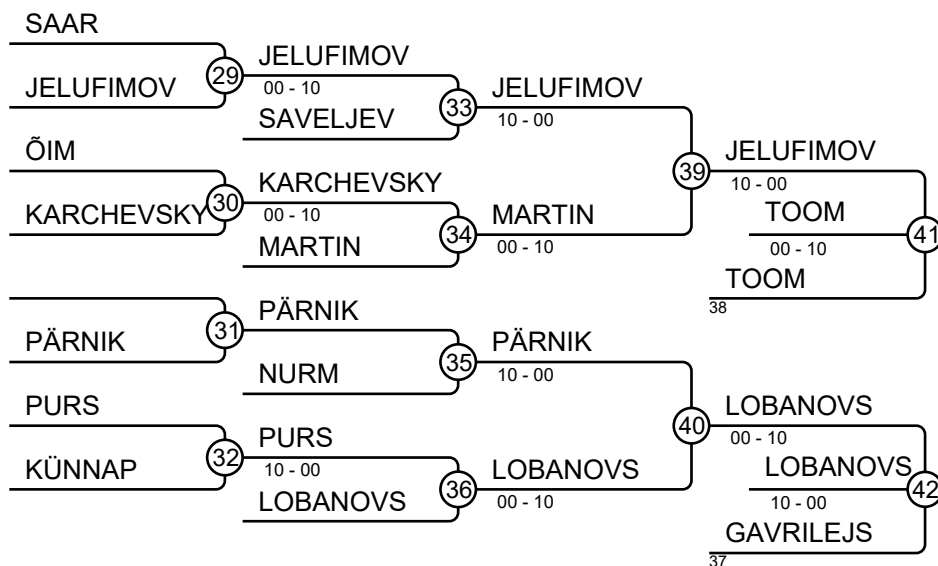 SAAR
JELUFIMOV
29
JELUFIMOV
00 - 10
SAVELJEV
33
JELUFIMOV
10 - 00
ÕIM
KARCHEVSKY
30
KARCHEVSKY
00 - 10
MARTIN
34
MARTIN
00 - 10
39
JELUFIMOV
10 - 00
TOOM
00 - 10
41
TOOM
38
PÄRNIK
31
PÄRNIK
NURM
35
PÄRNIK
10 - 00
PURS
KÜNNAP
32
PURS
10 - 00
LOBANOVS
36
LOBANOVS
00 - 10
40
LOBANOVS
00 - 10
LOBANOVS
10 - 00
42
GAVRILEJS
37